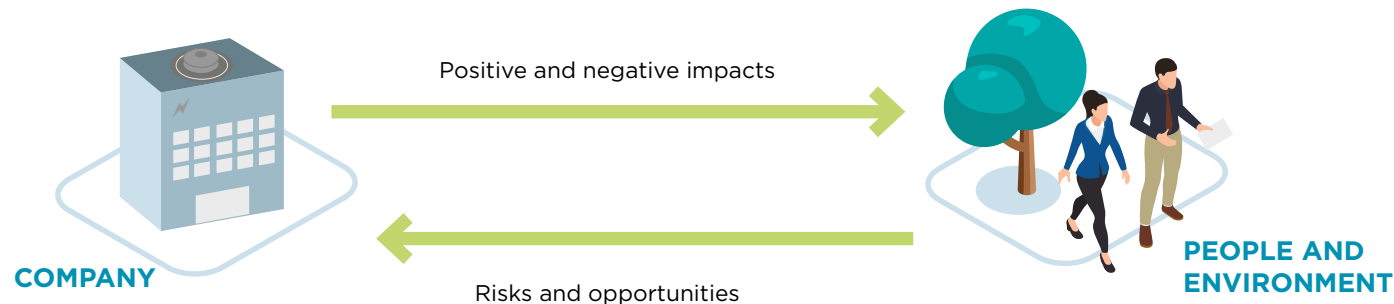 Positive and negative impacts
COMPANY
PEOPLE AND
ENVIRONMENT
Risks and opportunities